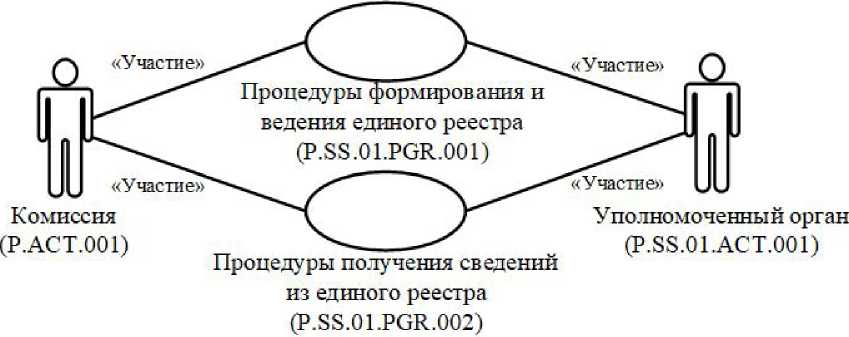 «Участие»
«Участие»
Процедуры формирования и
ведения единого реестра
(P.SS.01.PGR.001)
«Участие»
«Участие»
Комиссия
(P.ACT.001)
Уполномоченный орган
(P.SS.01.ACT.001)
Процедуры получения сведений
из единого реестра
(P.SS.01.PGR.002)